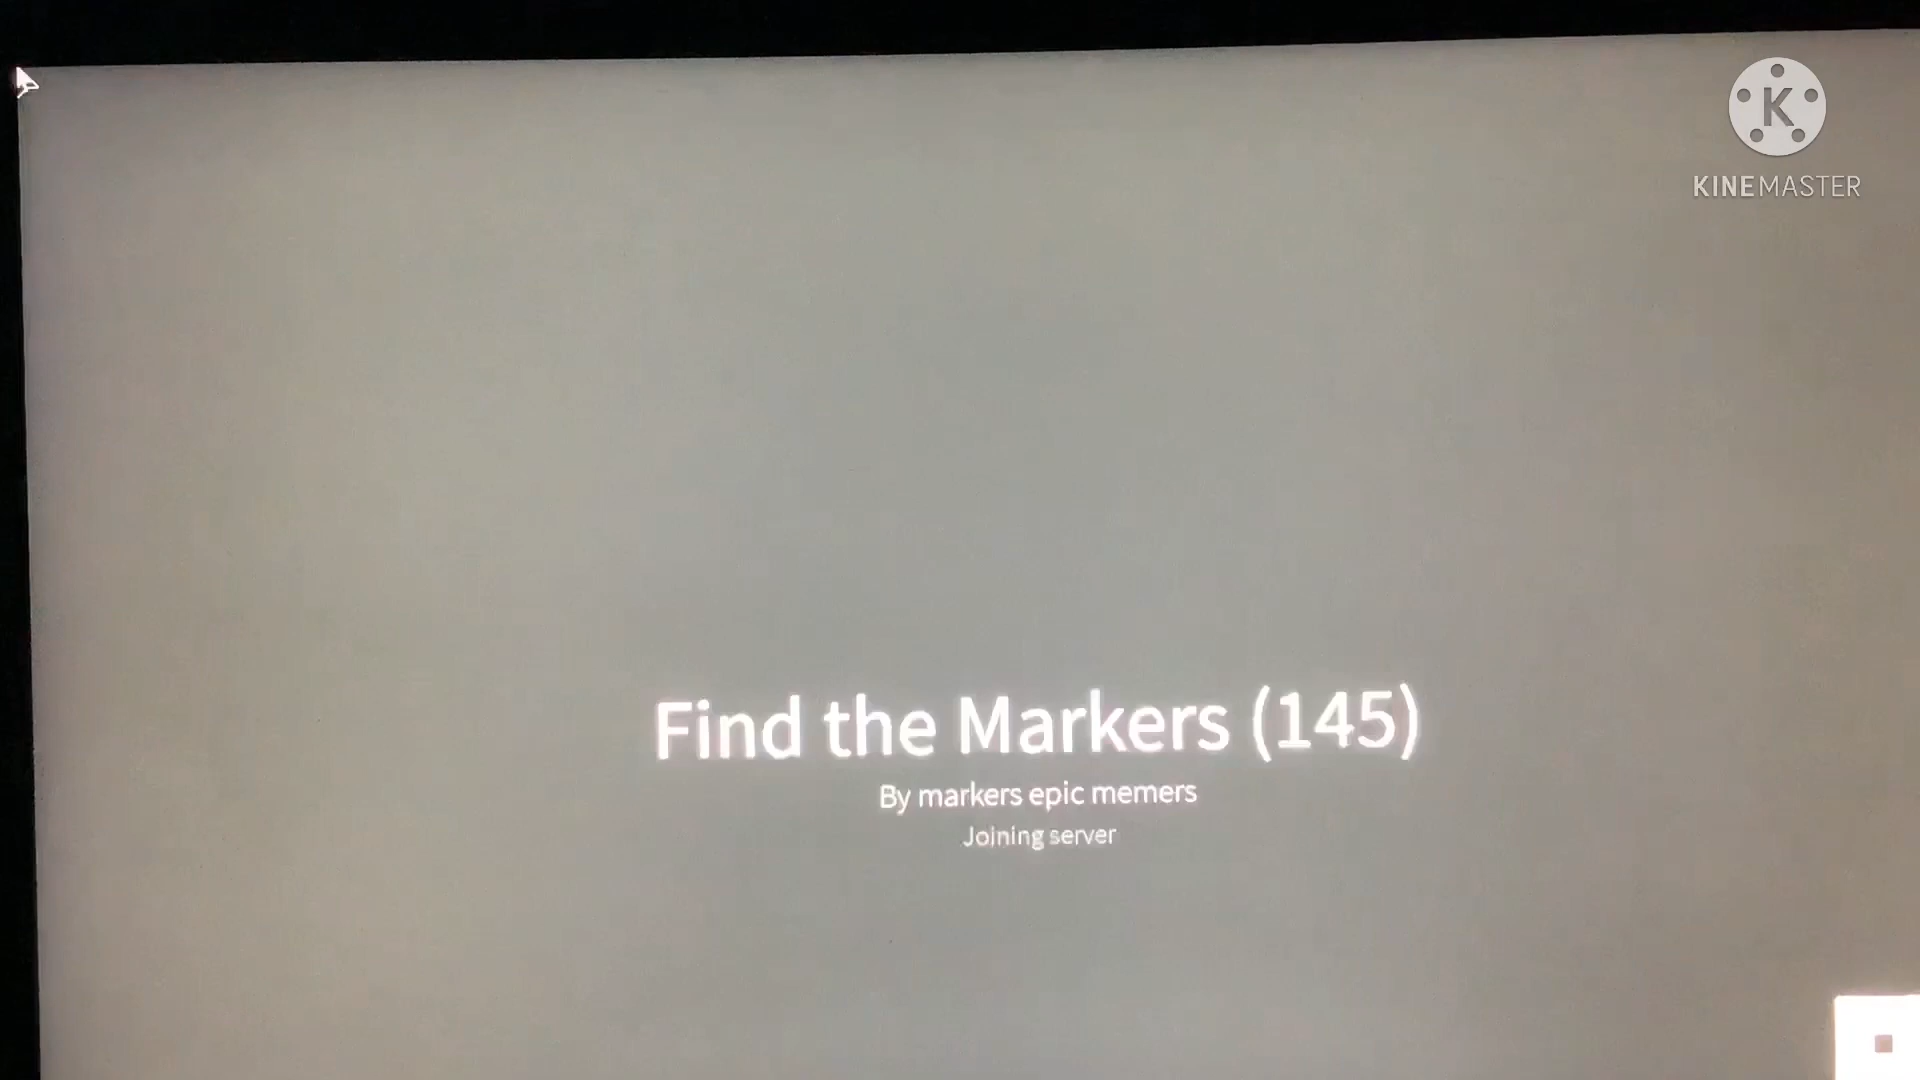 K
KINEMASTER
Find the Markers (145)
By markers epic memers
Joining server